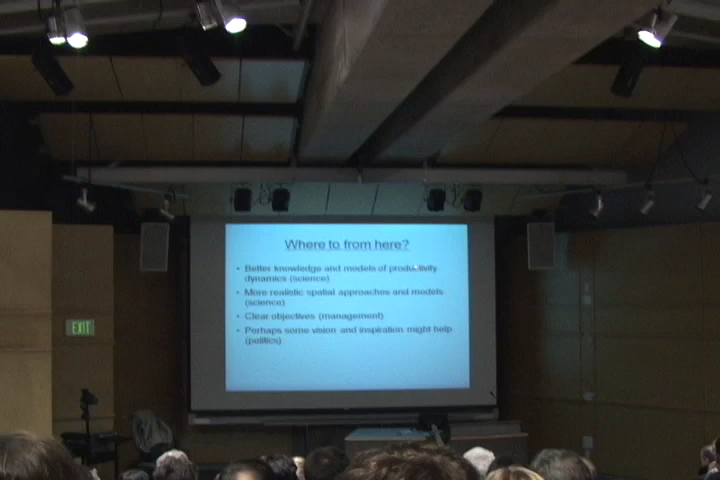 Where to from here?
• Better knowledge and models of productivity
dynamics (science)
• More realistic spatial approaches and models
(science)
• Clear objectives (management)
• Perhaps some vision and inspiration might help
(politics)
EXIT